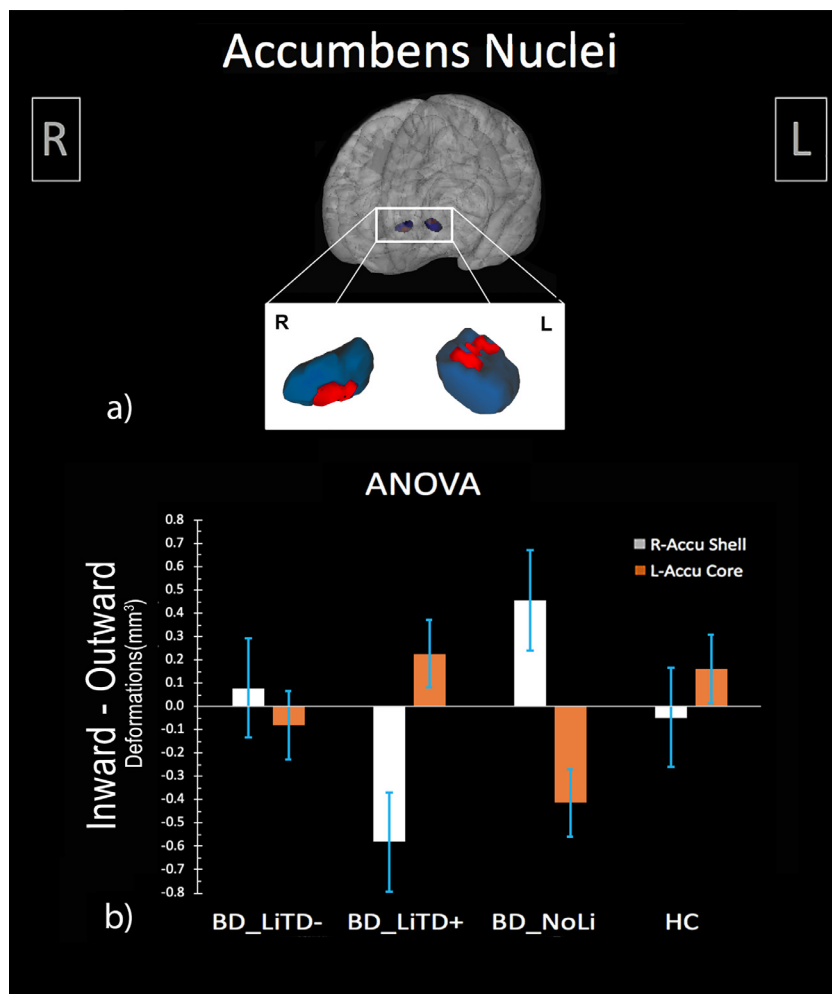 Accumbens Nuclei
R
L
R
L
a)
ANOVA
0.8
0.7
0.6
0.5
0.4
0.3
0.2
0.1
0.0
-0.1
-0.2
-0.3
-0.4
-0.5
-0.6
-0.7
-0.8
Inward - Outward
Deformations(mm³)
R-Accu Shell
L-Accu Core
b)
BD_LiTD- BD_LiTD+ BD_NoLi HC